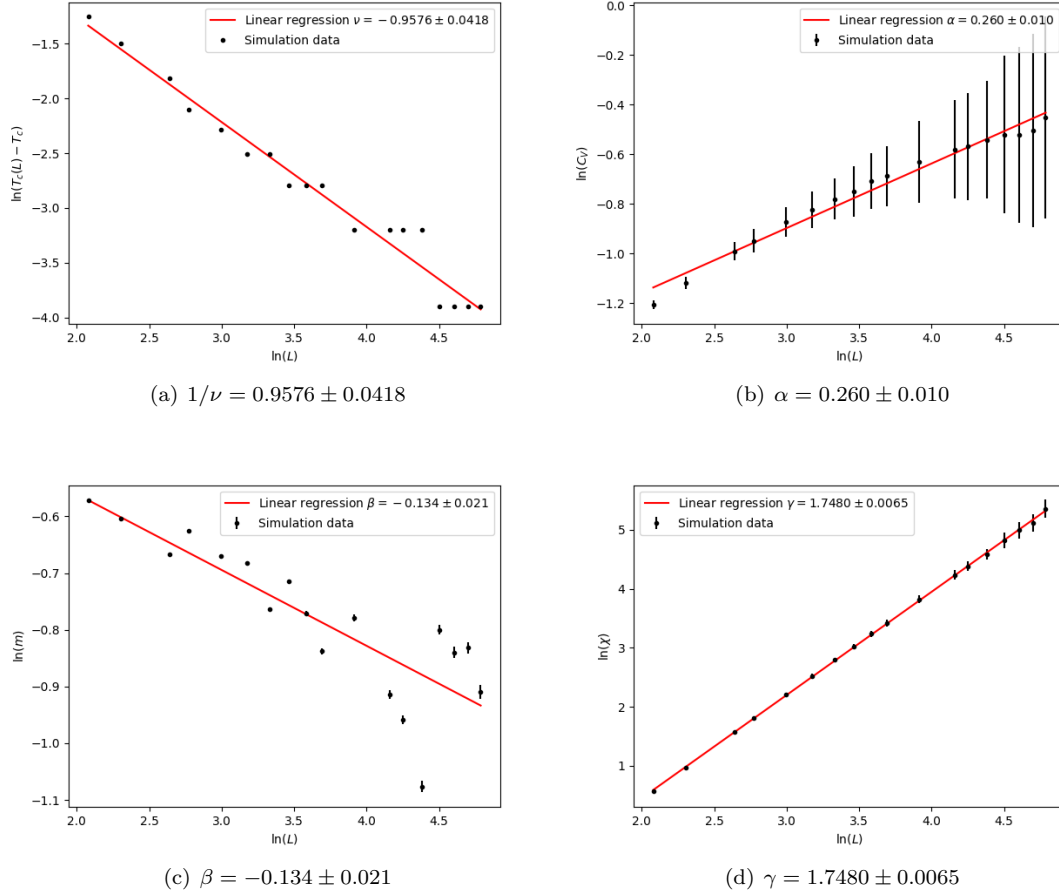 Linear regression ν = −0.9576 ± 0.0418
Simulation data
−1.5
−2.0
−2.5
−3.0
−3.5
−4.0
ln(T_c(L) − T_c)
2.0 2.5 3.0 3.5 4.0 4.5
ln(L)
(a) 1/ν = 0.9576 ± 0.0418
Linear regression α = 0.260 ± 0.010
Simulation data
0.0
−0.2
−0.4
−0.6
−0.8
−1.0
−1.2
ln(C_V)
2.0 2.5 3.0 3.5 4.0 4.5
ln(L)
(b) α = 0.260 ± 0.010
Linear regression β = −0.134 ± 0.021
Simulation data
−0.6
−0.7
−0.8
−0.9
−1.0
−1.1
ln(m)
2.0 2.5 3.0 3.5 4.0 4.5
ln(L)
(c) β = −0.134 ± 0.021
Linear regression γ = 1.7480 ± 0.0065
Simulation data
5
4
3
2
1
ln(χ)
2.0 2.5 3.0 3.5 4.0 4.5
ln(L)
(d) γ = 1.7480 ± 0.0065